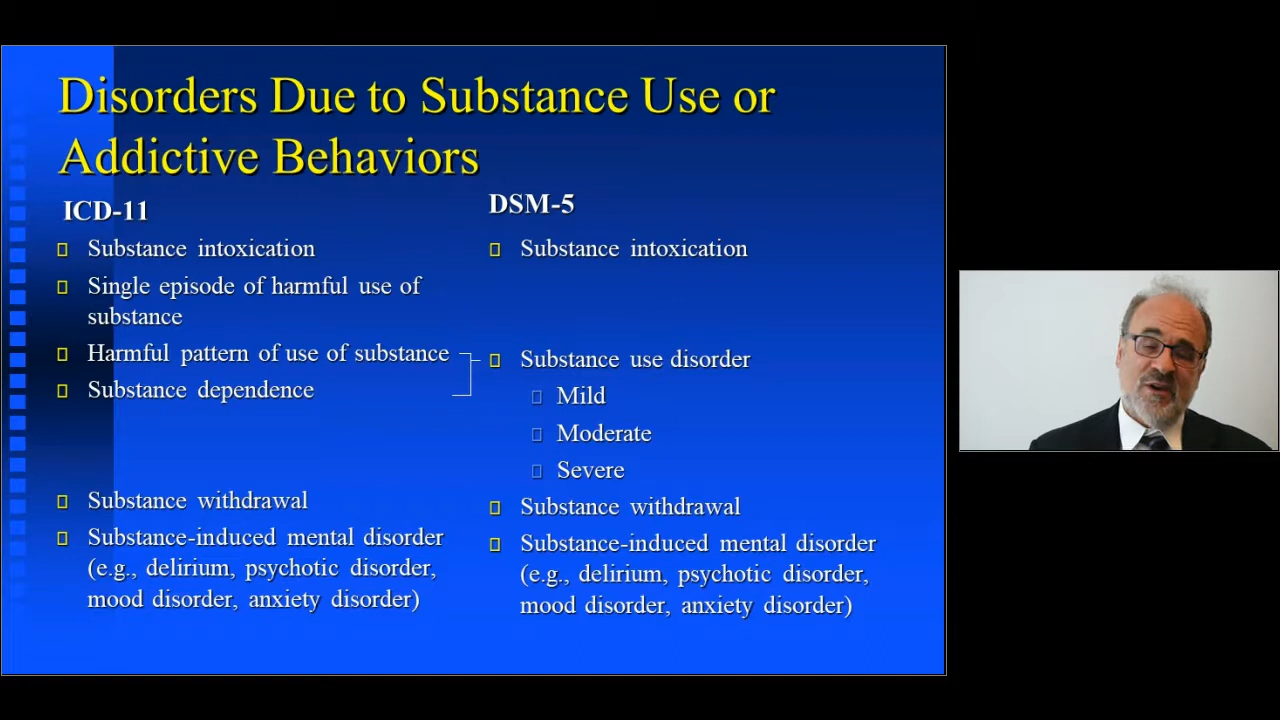 Disorders Due to Substance Use or
Addictive Behaviors
ICD-11
Substance intoxication
Single episode of harmful use of
substance
Harmful pattern of use of substance
Substance dependence
Substance withdrawal
Substance-induced mental disorder
(e.g., delirium, psychotic disorder,
mood disorder, anxiety disorder)
DSM-5
Substance intoxication
Substance use disorder
Mild
Moderate
Severe
Substance withdrawal
Substance-induced mental disorder
(e.g., delirium, psychotic disorder,
mood disorder, anxiety disorder)